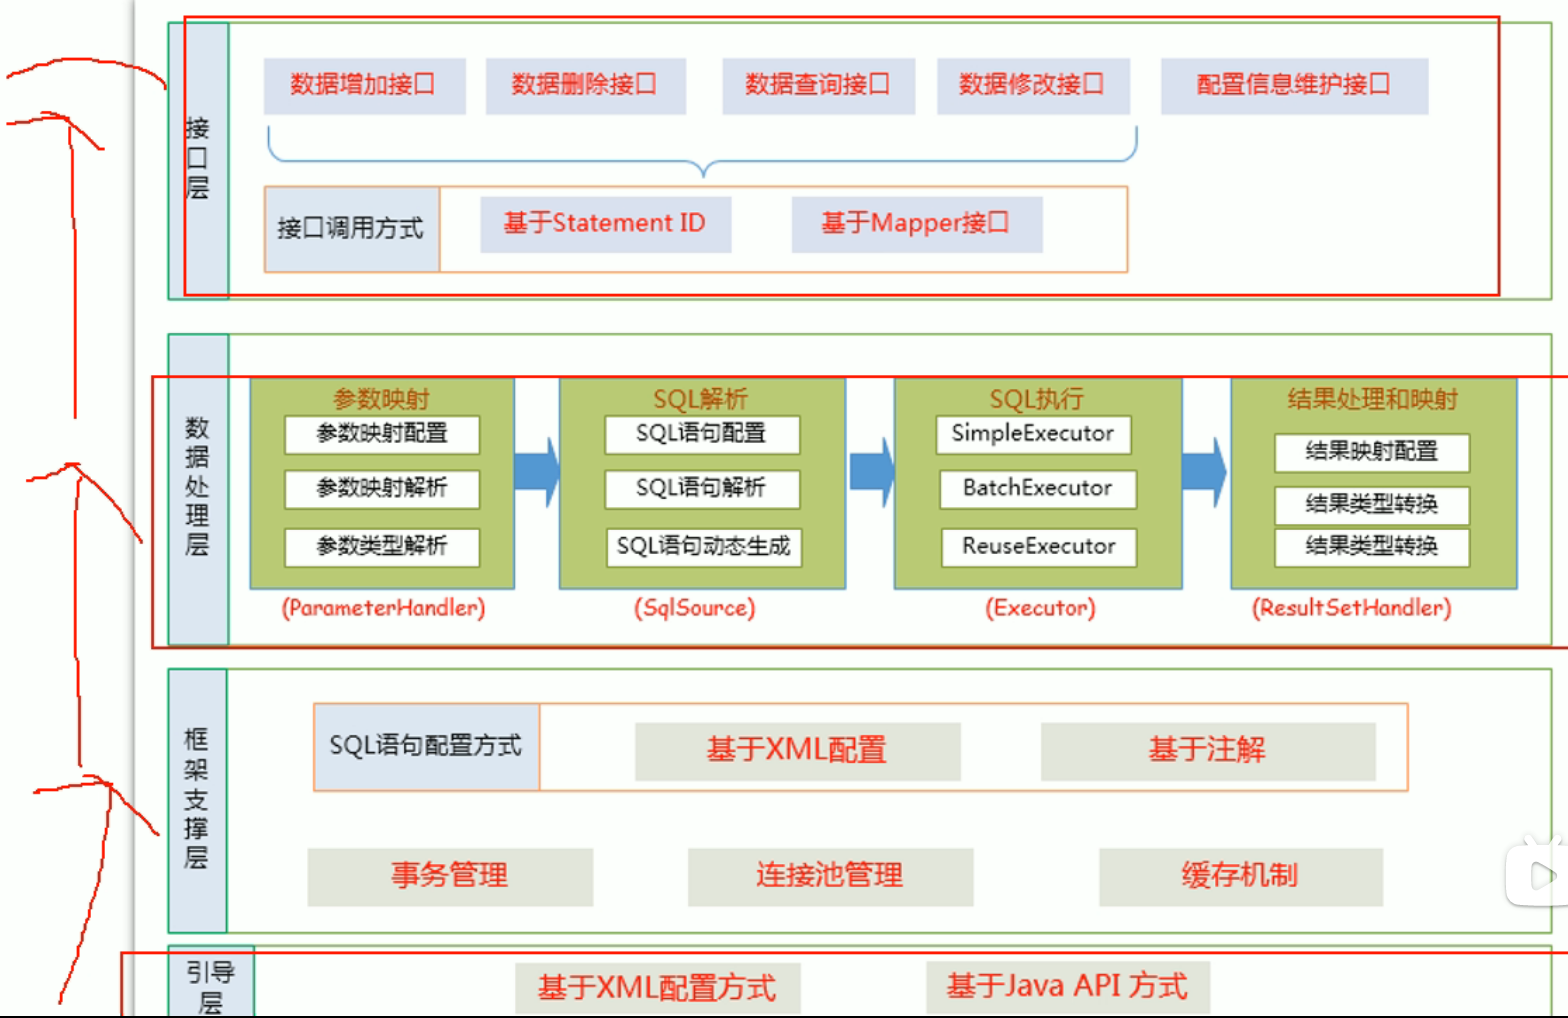 接口层
数据增加接口
数据删除接口
数据查询接口
数据修改接口
配置信息维护接口
接口调用方式
基于Statement ID
基于Mapper接口
数据处理层
参数映射
参数映射配置
参数映射解析
参数类型解析
(ParameterHandler)
SQL解析
SQL语句配置
SQL语句解析
SQL语句动态生成
(SqlSource)
SQL执行
SimpleExecutor
BatchExecutor
ReuseExecutor
(Executor)
结果处理和映射
结果映射配置
结果类型转换
结果类型转换
(ResultSetHandler)
框架支撑层
SQL语句配置方式
基于XML配置
基于注解
事务管理
连接池管理
缓存机制
引导层
基于XML配置方式
基于Java API 方式